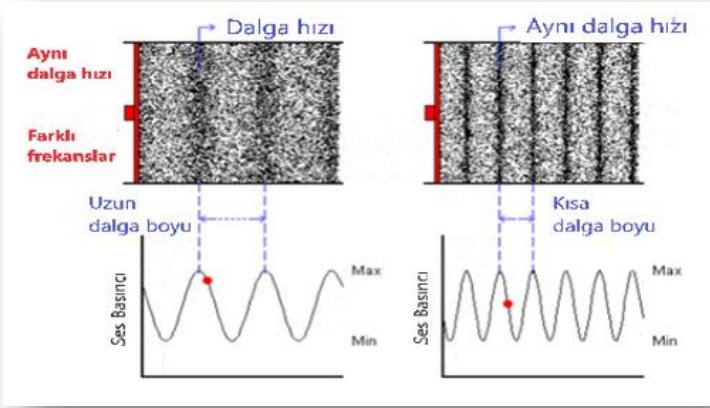 Dalga hızı
Aynı
dalga hızı
Farklı
frekanslar
Uzun
dalga boyu
Ses Basıncı
Max
Min
Aynı dalga hızı
Kısa
dalga boyu
Ses Basıncı
Max
Min